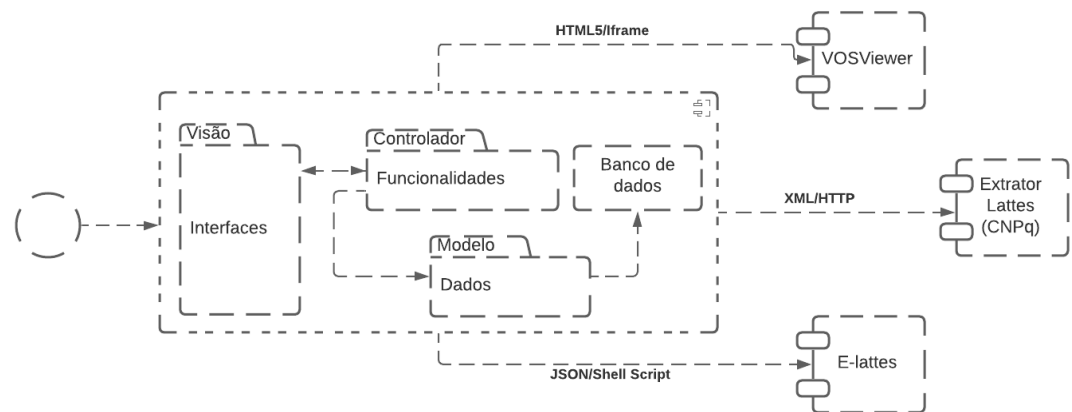 HTML5/Iframe
VOSViewer
Visão
Controlador
Funcionalidades
Banco de
dados
Interfaces
Modelo
Dados
XML/HTTP
Extrator
Lattes
(CNPq)
JSON/Shell Script
E-lattes